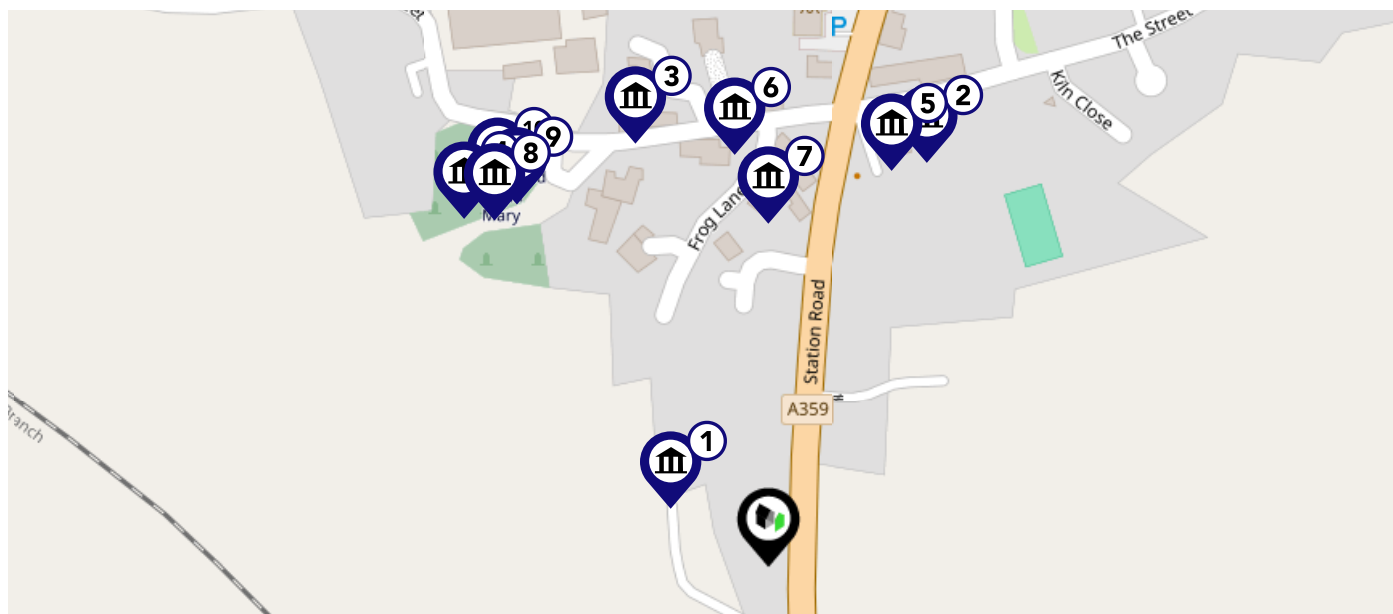 P
The Street
Kiln Close
3
6
5
2
10
9
8
7
Mary
Frog Lane
Station Road
A359
Branch
1